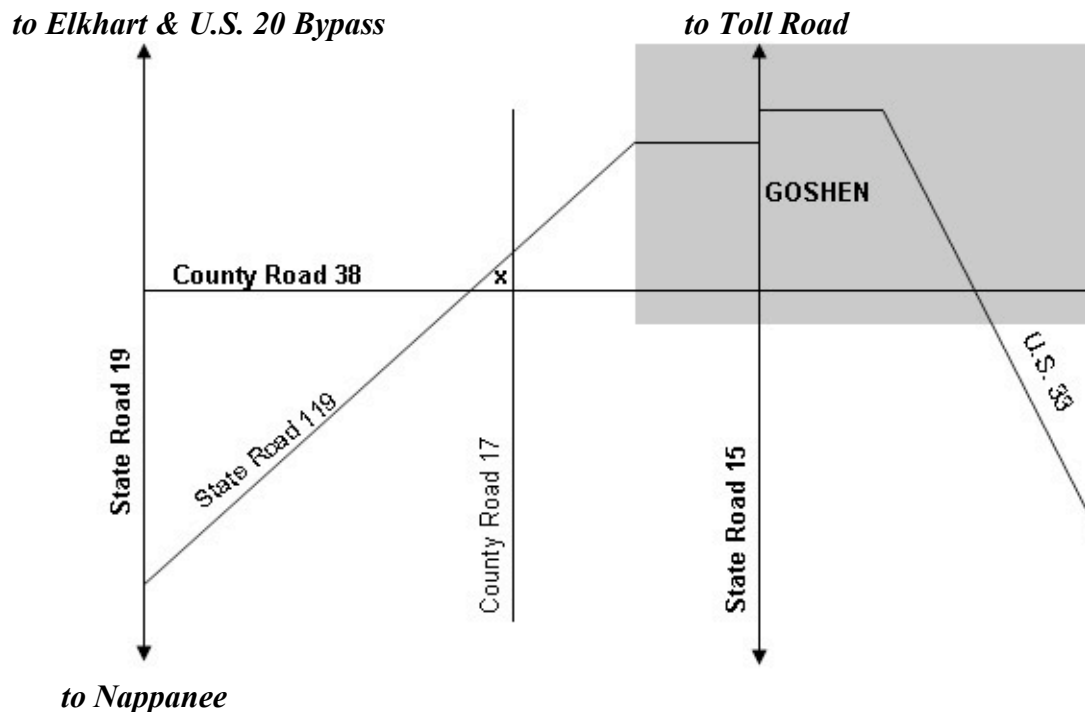 to Elkhart & U.S. 20 Bypass
to Toll Road
GOSHEN
County Road 38
x
State Road 19
State Road 119
County Road 17
State Road 15
U.S. 33
to Nappanee